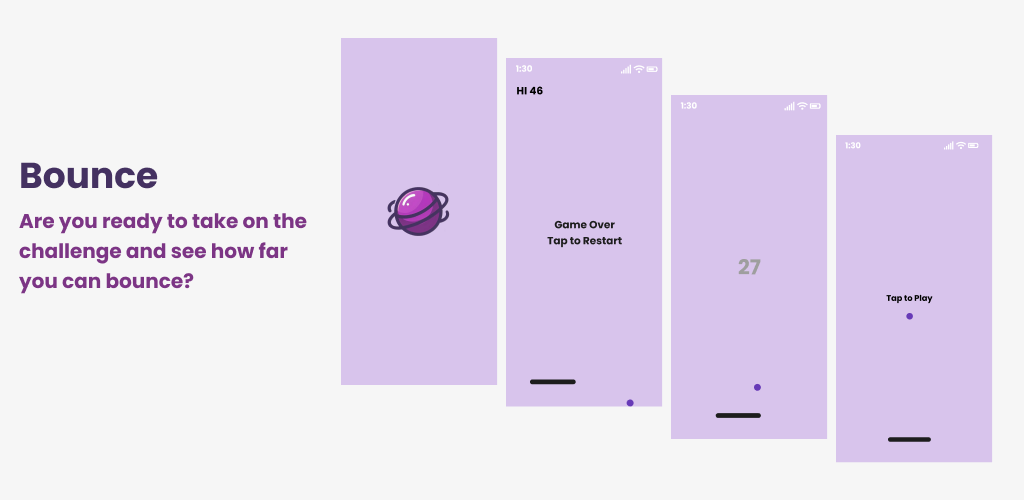 Bounce
Are you ready to take on the
challenge and see how far
you can bounce?
1:30
HI 46
Game Over
Tap to Restart
1:30
27
1:30
Tap to Play